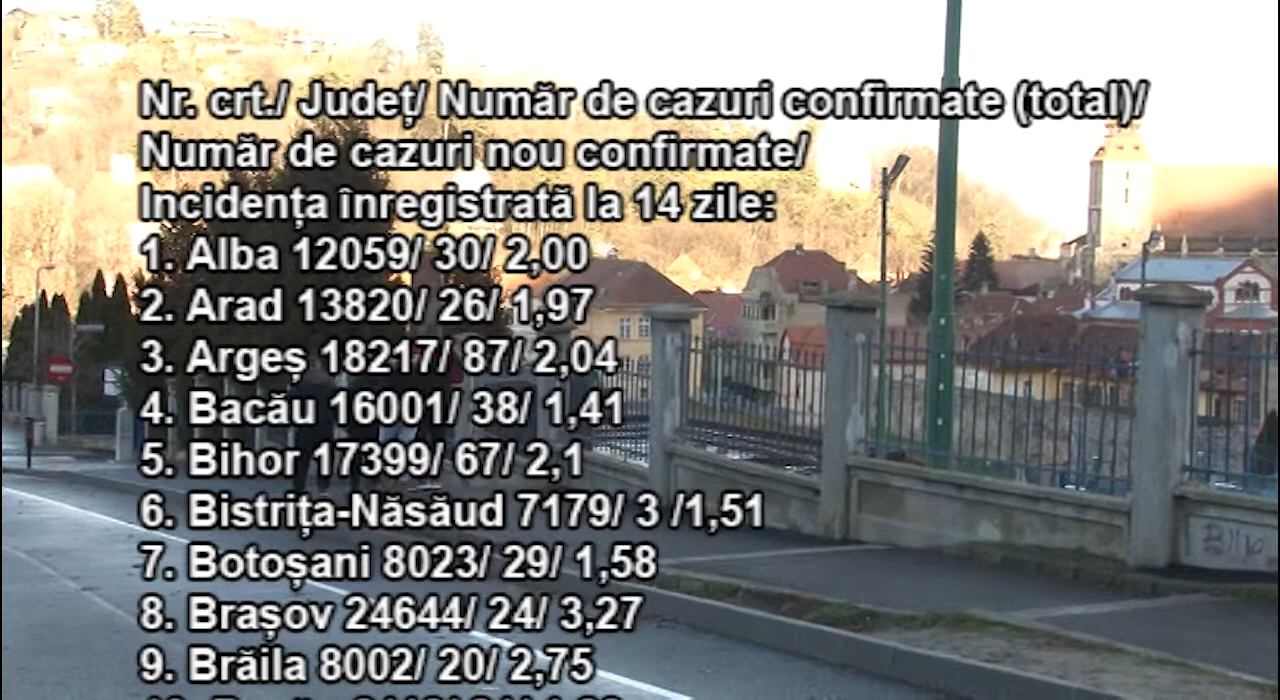 Nr. crt./ Județ/ Număr de cazuri confirmate (total)/
Număr de cazuri nou confirmate/
Incidența înregistrată la 14 zile:
1. Alba 12059/ 30/ 2,00
2. Arad 13820/ 26/ 1,97
3. Argeș 18217/ 87/ 2,04
4. Bacău 16001/ 38/ 1,41
5. Bihor 17399/ 67/ 2,1
6. Bistrița-Năsăud 7179/ 3 /1,51
7. Botoșani 8023/ 29/ 1,58
8. Brașov 24644/ 24/ 3,27
9. Brăila 8002/ 20/ 2,75